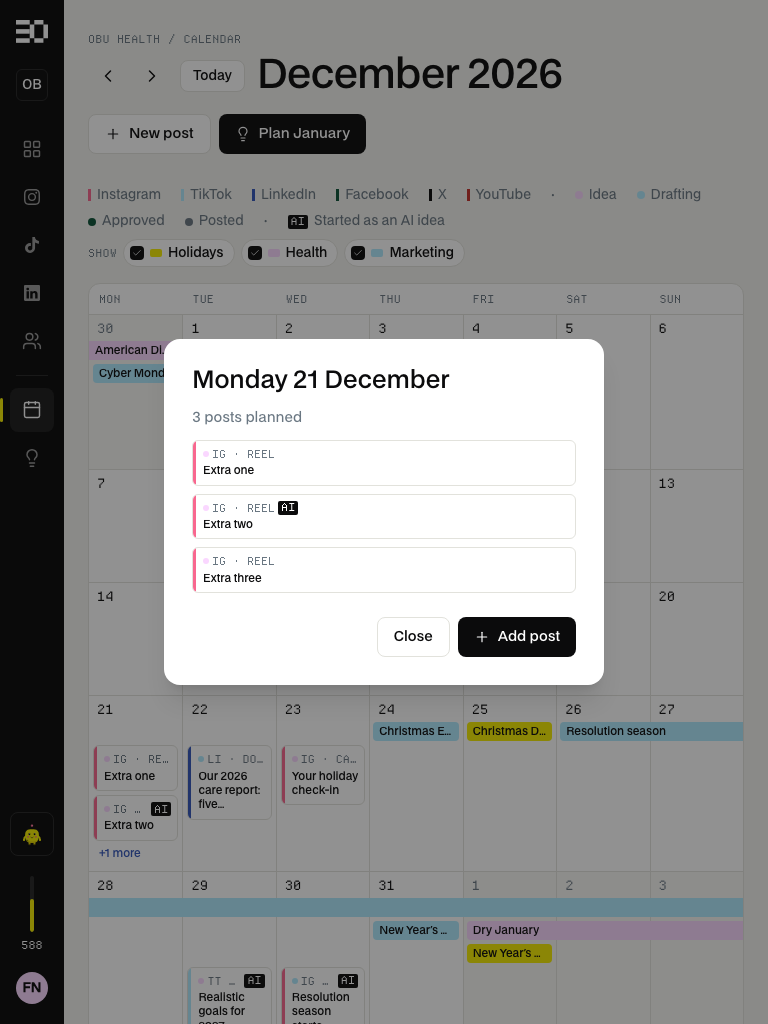 OBU HEALTH / CALENDAR
OB
Today
December 2026
New post
Plan January
Instagram TikTok LinkedIn Facebook X YouTube · Idea Drafting
Approved Posted · AI Started as an AI idea
SHOW Holidays Health Marketing
MON TUE WED THU FRI SAT SUN
30 1 2 3 4 5 6
American Di...
Cyber Mond
Monday 21 December
3 posts planned
IG · REEL
Extra one
IG · REEL AI
Extra two
IG · REEL
Extra three
Close
Add post
7 13
14 20
21 22 23 24 25 26 27
Christmas E… Christmas D… Resolution season
IG · RE… LI · DO… IG · CA…
Extra one
Our 2026
care report:
five…
Your holiday
check-in
IG … AI
Extra two
+1 more
28 29 30 31 1 2 3
New Year's … Dry January
New Year's …
TT … AI IG … AI
Realistic
goals for
Resolution
season
588
FN